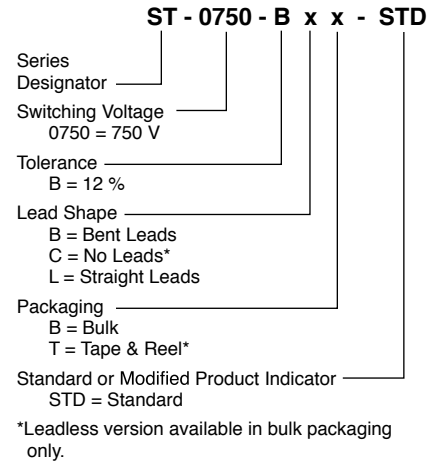 ST - 0750 - B x x - STD
Series
Designator
Switching Voltage
0750 = 750 V
Tolerance
B = 12 %
Lead Shape
B = Bent Leads
C = No Leads*
L = Straight Leads
Packaging
B = Bulk
T = Tape & Reel*
Standard or Modified Product Indicator
STD = Standard
*Leadless version available in bulk packaging
only.